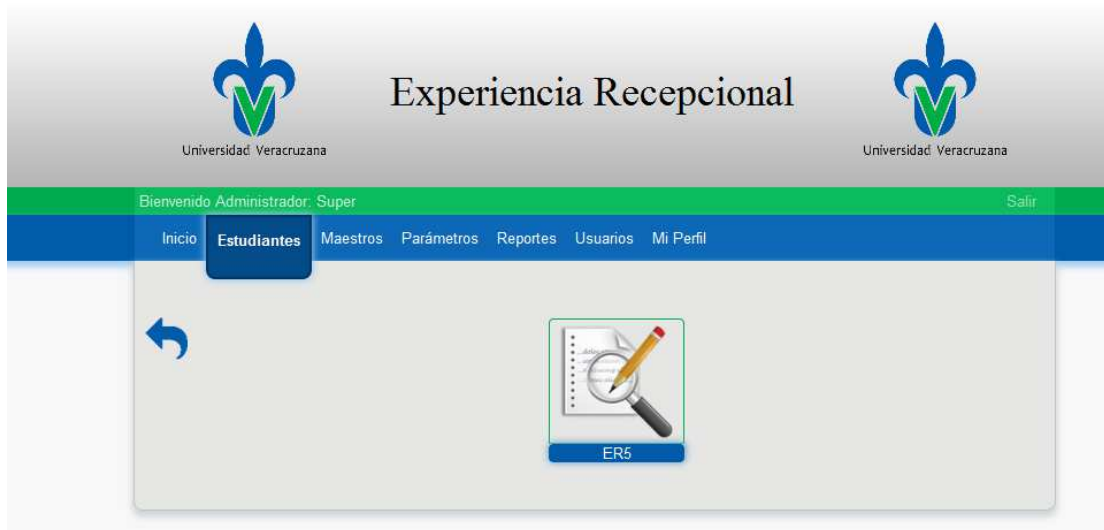 Experiencia Recepcional
Universidad Veracruzana
Universidad Veracruzana
Bienvenido Administrador: Super
Salir
Inicio Estudiantes Maestros Parámetros Reportes Usuarios Mi Perfil
ER5